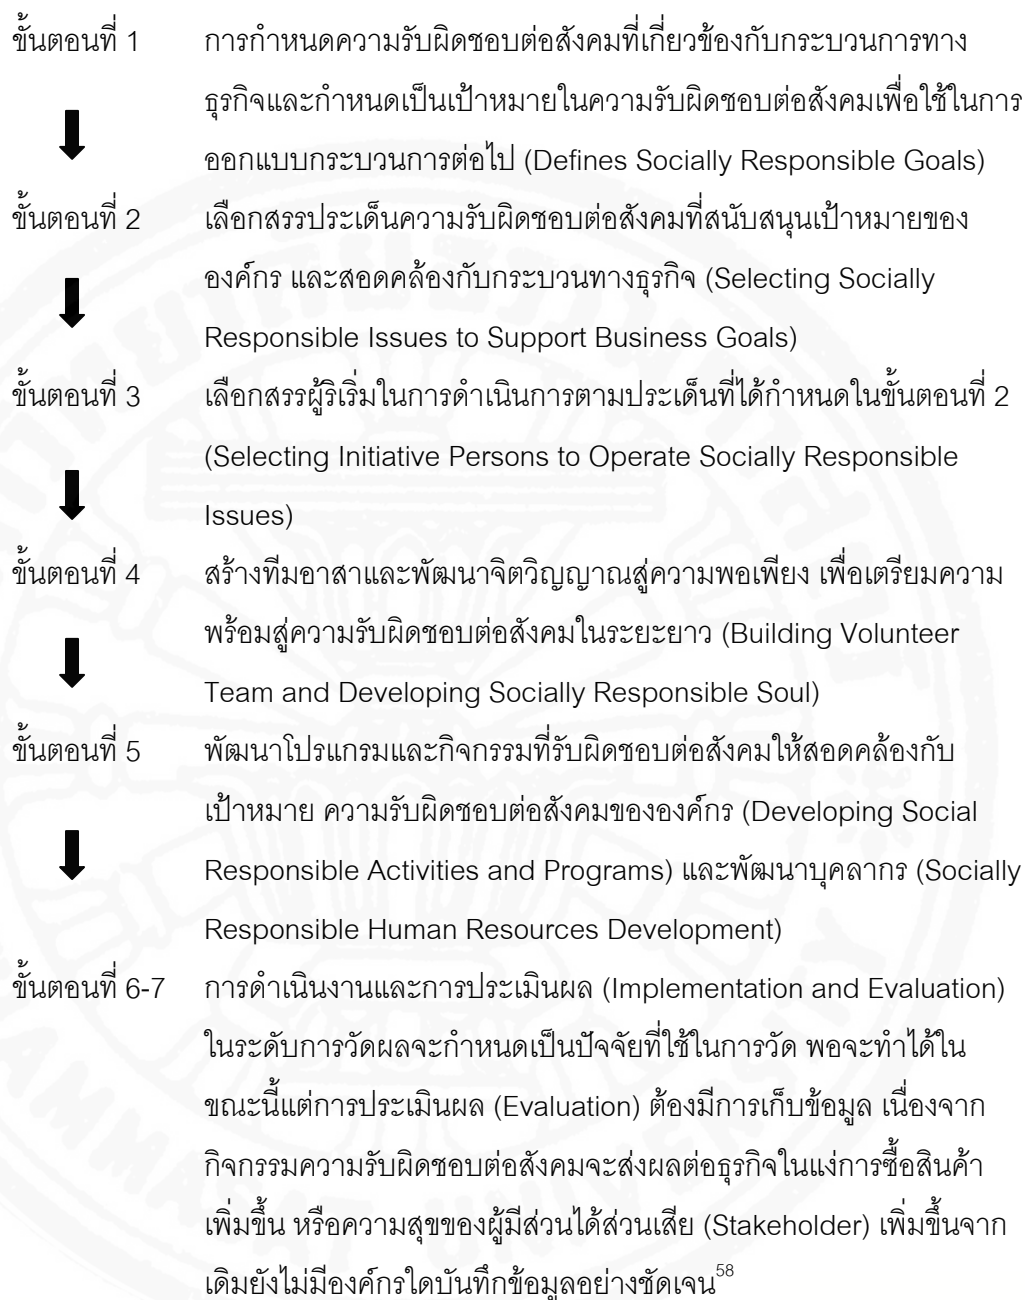 ขั้นตอนที่ 1 การกำหนดความรับผิดชอบต่อสังคมที่เกี่ยวข้องกับกระบวนการทาง
ธุรกิจและกำหนดเป็นเป้าหมายในความรับผิดชอบต่อสังคมเพื่อใช้ในการ
ออกแบบกระบวนการต่อไป (Defines Socially Responsible Goals)
ขั้นตอนที่ 2 เลือกสรรประเด็นความรับผิดชอบต่อสังคมที่สนับสนุนเป้าหมายของ
องค์กร และสอดคล้องกับกระบวนทางธุรกิจ (Selecting Socially
Responsible Issues to Support Business Goals)
ขั้นตอนที่ 3 เลือกสรรผู้ริเริ่มในการดำเนินการตามประเด็นที่ได้กำหนดในขั้นตอนที่ 2
(Selecting Initiative Persons to Operate Socially Responsible
Issues)
ขั้นตอนที่ 4 สร้างทีมอาสาและพัฒนาจิตวิญญาณสู่ความพอเพียง เพื่อเตรียมความ
พร้อมสู่ความรับผิดชอบต่อสังคมในระยะยาว (Building Volunteer
Team and Developing Socially Responsible Soul)
ขั้นตอนที่ 5 พัฒนาโปรแกรมและกิจกรรมที่รับผิดชอบต่อสังคมให้สอดคล้องกับ
เป้าหมาย ความรับผิดชอบต่อสังคมขององค์กร (Developing Social
Responsible Activities and Programs) และพัฒนาบุคลากร (Socially
Responsible Human Resources Development)
ขั้นตอนที่ 6-7 การดำเนินงานและการประเมินผล (Implementation and Evaluation)
ในระดับการวัดผลจะกำหนดเป็นปัจจัยที่ใช้ในการวัด พอจะทำได้ใน
ขณะนี้แต่การประเมินผล (Evaluation) ต้องมีการเก็บข้อมูล เนื่องจาก
กิจกรรมความรับผิดชอบต่อสังคมจะส่งผลต่อธุรกิจในแง่การซื้อสินค้า
เพิ่มขึ้น หรือความสุขของผู้มีส่วนได้ส่วนเสีย (Stakeholder) เพิ่มขึ้นจาก
เดิมยังไม่มีองค์กรใดบันทึกข้อมูลอย่างชัดเจน58